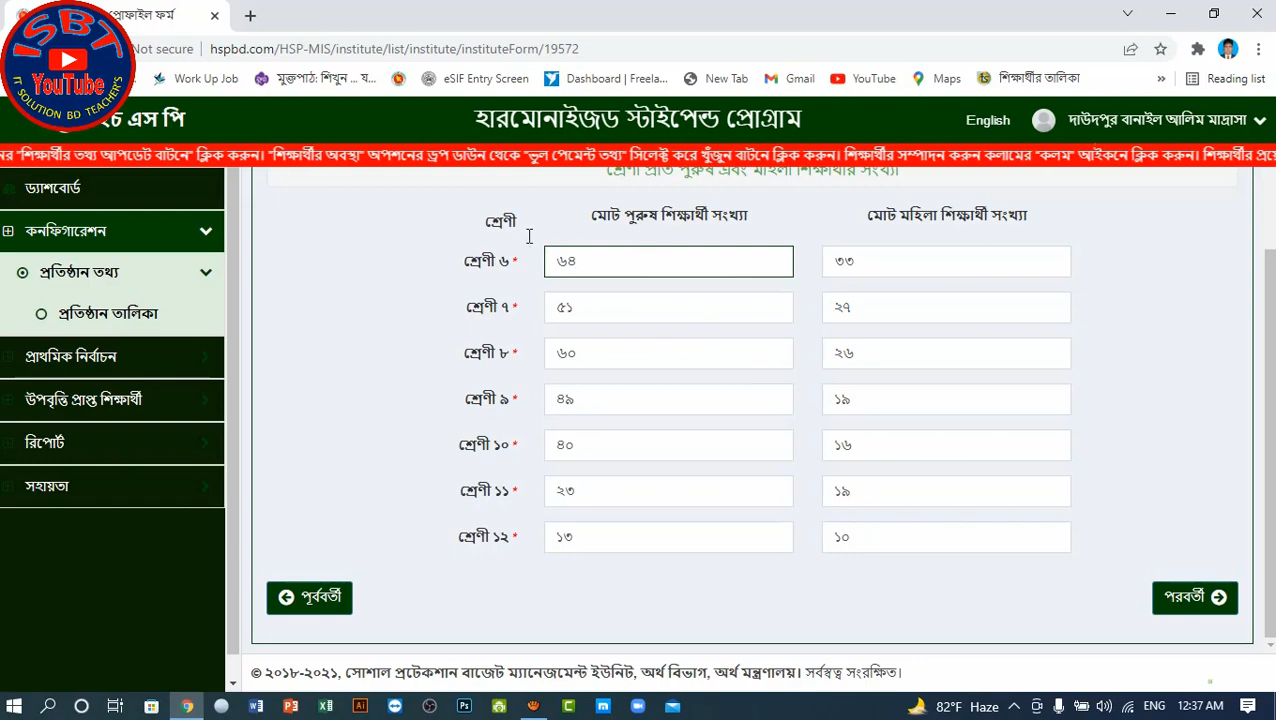 প্রোফাইল ফর্ম
Not secure
hspbd.com/HSP-MIS/institute/list/institute/instituteForm/19572
Work Up Job
মুক্তপাঠ: শিখুন ... য...
eSIF Entry Screen
Dashboard | Freela...
New Tab
Gmail
YouTube
Maps
শিক্ষার্থীর তালিকা
»
Reading list
ISBT
YouTube
IT SOLUTION BD TEACHER'S
এইচ এস পি
হারমোনাইজড স্টাইপেন্ড প্রোগ্রাম
English
দাউদপুর বানাইল আলিম মাদ্রাসা
"শিক্ষার্থীর তথ্য আপডেট বাটনে" ক্লিক করুন। "শিক্ষার্থীর অবস্থা" অপশনের ড্রপ ডাউন থেকে "ভুল পেমেন্ট তথ্য" সিলেক্ট করে খুঁজুন বাটনে ক্লিক করুন। শিক্ষার্থীর সম্পাদন করুন কলামের "কলম" আইকনে ক্লিক করুন। শিক্ষার্থীর
ড্যাশবোর্ড
কনফিগারেশন
প্রতিষ্ঠান তথ্য
প্রতিষ্ঠান তালিকা
প্রাথমিক নির্বাচন
উপবৃত্তি প্রাপ্ত শিক্ষার্থী
রিপোর্ট
সহায়তা
শ্রেণী প্রতি পুরুষ এবং মহিলা শিক্ষার্থীর সংখ্যা
শ্রেণী মোট পুরুষ শিক্ষার্থী সংখ্যা মোট মহিলা শিক্ষার্থী সংখ্যা
শ্রেণী ৬ * ৬৪ ৩৩
শ্রেণী ৭ * ৫১ ২৭
শ্রেণী ৮ * ৬০ ২৬
শ্রেণী ৯ * ৪৯ ১৯
শ্রেণী ১০ * ৪০ ১৬
শ্রেণী ১১ * ২৩ ১৯
শ্রেণী ১২ * ১৩ ১০
পূর্ববর্তী
পরবর্তী
© ২০১৮-২০২১, সোশাল প্রটেকশান বাজেট ম্যানেজমেন্ট ইউনিট, অর্থ বিভাগ, অর্থ মন্ত্রণালয়। সর্বস্বত্ব সংরক্ষিত।
82°F Haze
ENG
12:37 AM